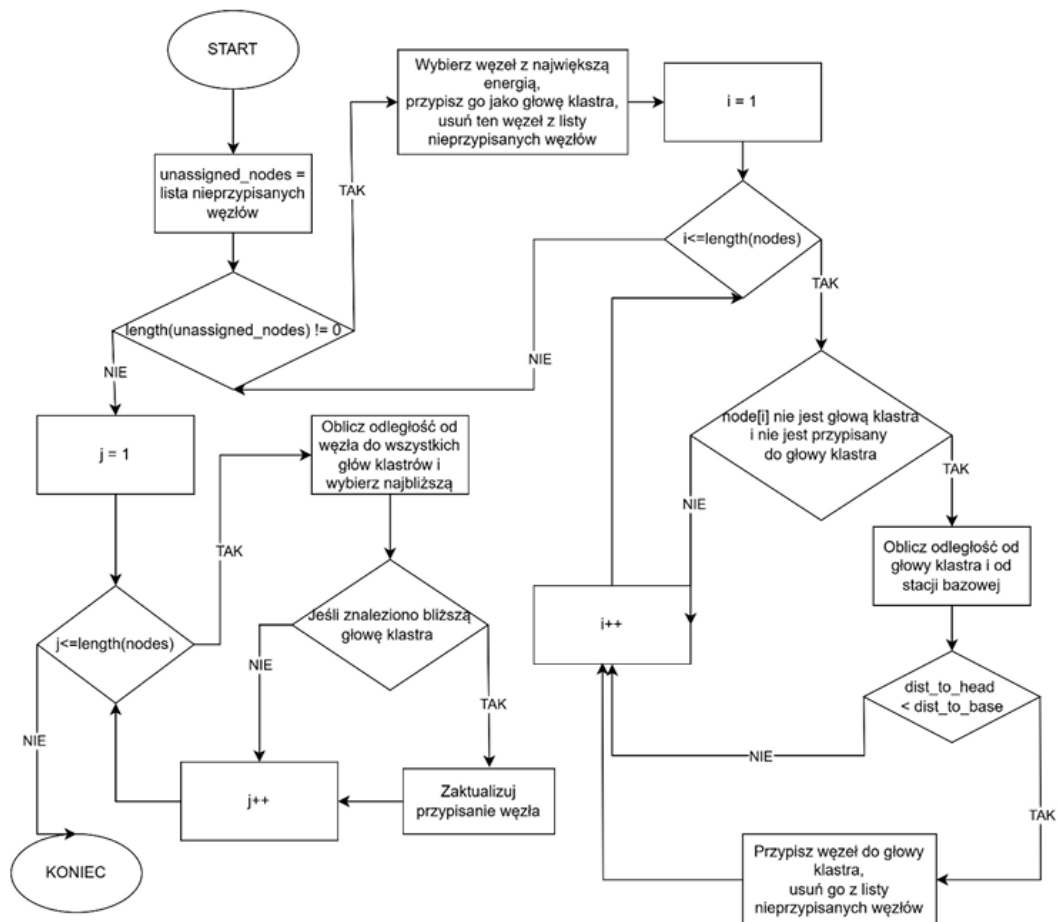 START
Wybierz węzeł z największą
energią,
przypisz go jako głowę klastra,
usuń ten węzeł z listy
nieprzypisanych węzłów
i = 1
unassigned_nodes =
lista nieprzypisanych
węzłów
TAK
i<=length(nodes)
TAK
length(unassigned_nodes) != 0
NIE
NIE
j = 1
Oblicz odległość od
węzła do wszystkich
głów klastrów i
wybierz najbliższą
node[i] nie jest głową klastra
i nie jest przypisany
do głowy klastra
TAK
NIE
TAK
Oblicz odległość od
głowy klastra i od
stacji bazowej
j<=length(nodes)
Jeśli znaleziono bliższą
głowę klastra
i++
NIE
TAK
dist_to_head
< dist_to_base
NIE
NIE
j++
Zaktualizuj
przypisanie węzła
TAK
KONIEC
Przypisz węzeł do głowy
klastra,
usuń go z listy
nieprzypisanych węzłów